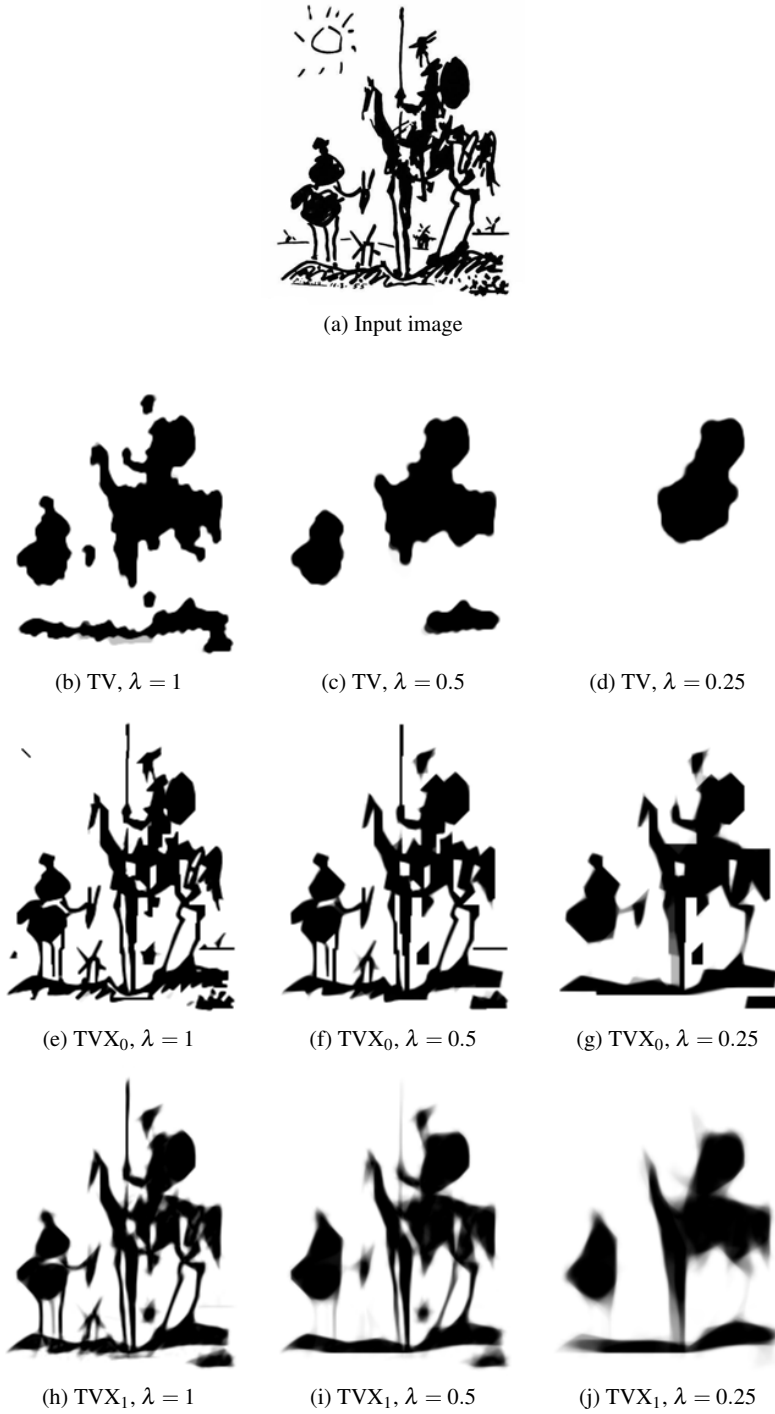 (a) Input image
(b) TV, λ = 1
(c) TV, λ = 0.5
(d) TV, λ = 0.25
(e) TVX₀, λ = 1
(f) TVX₀, λ = 0.5
(g) TVX₀, λ = 0.25
(h) TVX₁, λ = 1
(i) TVX₁, λ = 0.5
(j) TVX₁, λ = 0.25